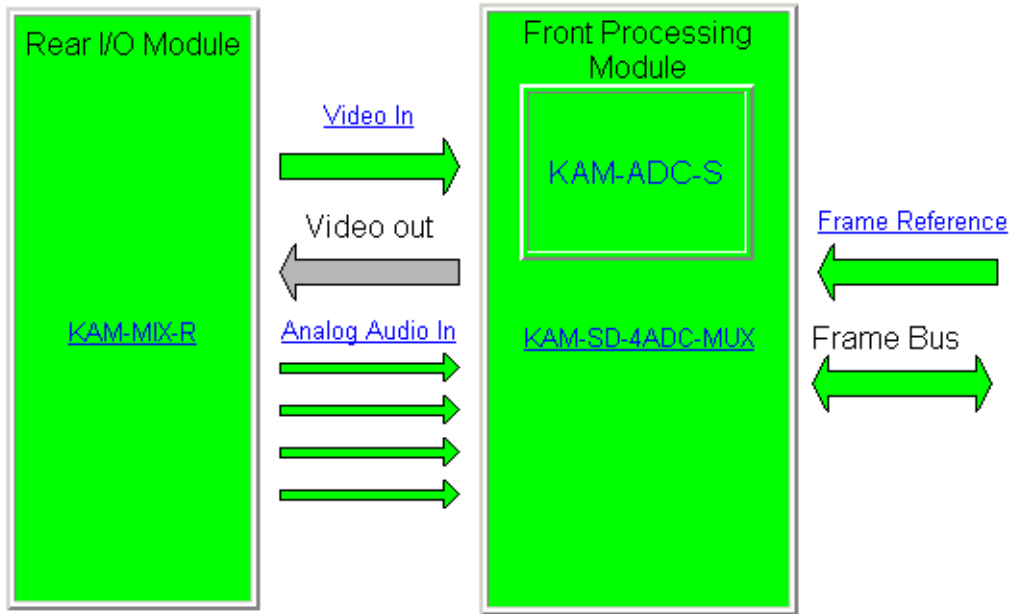 Rear I/O Module
KAM-MIX-R
Video In
Video out
Analog Audio In
Front Processing
Module
KAM-ADC-S
KAM-SD-4ADC-MUX
Frame Reference
Frame Bus